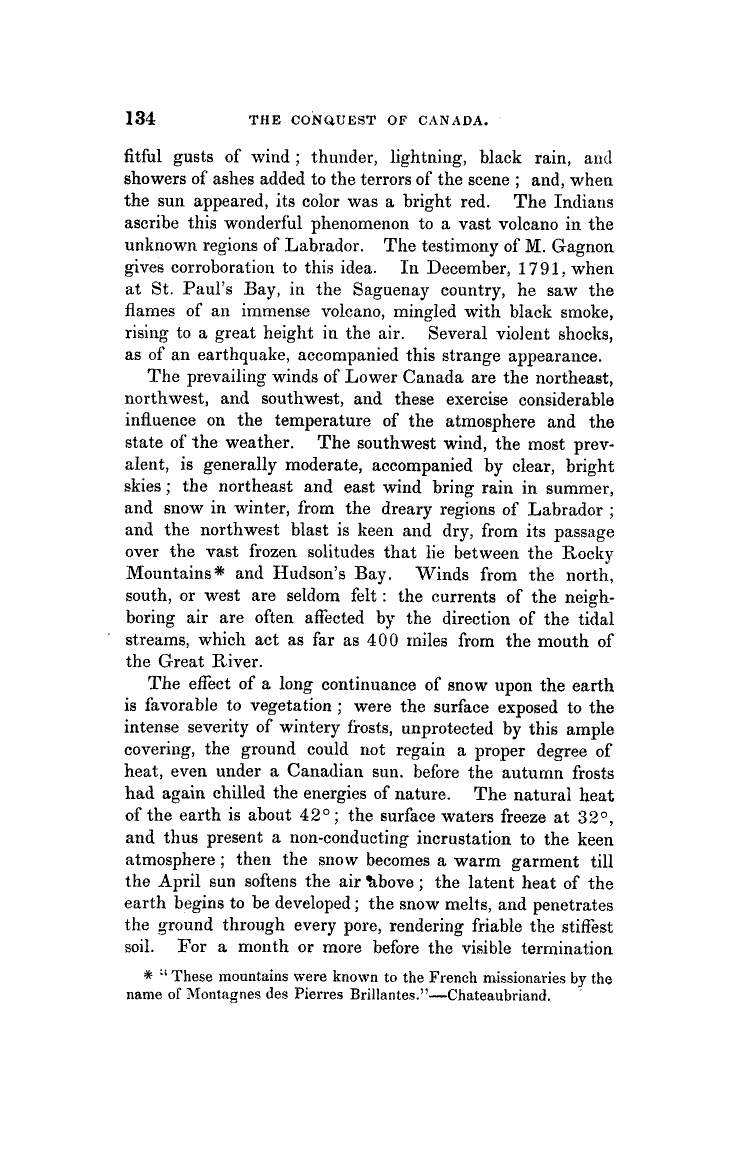 134 THE CONQUEST OF CANADA.
fitful gusts of wind ; thunder, lightning, black rain, and
showers of ashes added to the terrors of the scene ; and, when
the sun appeared, its color was a bright red. The Indians
ascribe this wonderful phenomenon to a vast volcano in the
unknown regions of Labrador. The testimony of M. Gagnon
gives corroboration to this idea. In December, 1791, when
at St. Paul's Bay, in the Saguenay country, he saw the
flames of an immense volcano, mingled with black smoke,
rising to a great height in the air. Several violent shocks,
as of an earthquake, accompanied this strange appearance.
The prevailing winds of Lower Canada are the northeast,
northwest, and southwest, and these exercise considerable
influence on the temperature of the atmosphere and the
state of the weather. The southwest wind, the most prev-
alent, is generally moderate, accompanied by clear, bright
skies ; the northeast and east wind bring rain in summer,
and snow in winter, from the dreary regions of Labrador ;
and the northwest blast is keen and dry, from its passage
over the vast frozen solitudes that lie between the Rocky
Mountains* and Hudson's Bay. Winds from the north,
south, or west are seldom felt : the currents of the neigh-
boring air are often affected by the direction of the tidal
streams, which act as far as 400 miles from the mouth of
the Great River.
The effect of a long continuance of snow upon the earth
is favorable to vegetation ; were the surface exposed to the
intense severity of wintery frosts, unprotected by this ample
covering, the ground could not regain a proper degree of
heat, even under a Canadian sun. before the autumn frosts
had again chilled the energies of nature. The natural heat
of the earth is about 42° ; the surface waters freeze at 32°,
and thus present a non-conducting incrustation to the keen
atmosphere ; then the snow becomes a warm garment till
the April sun softens the air above ; the latent heat of the
earth begins to be developed ; the snow melts, and penetrates
the ground through every pore, rendering friable the stiffest
soil. For a month or more before the visible termination
* "These mountains were known to the French missionaries by the
name of Montagnes des Pierres Brillantes."—Chateaubriand.